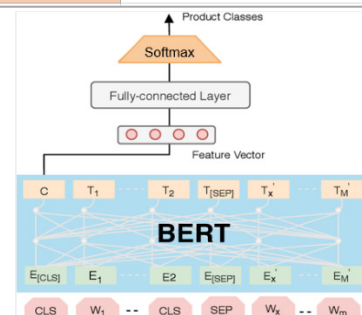 Product Classes
Softmax
Fully-connected Layer
Feature Vector
C T1 T2 T[SEP] Tx' TM'
BERT
E[CLS] E1 E2 E[SEP] Ex' EM'
CLS W1 -- CLS SEP Wx -- Wm